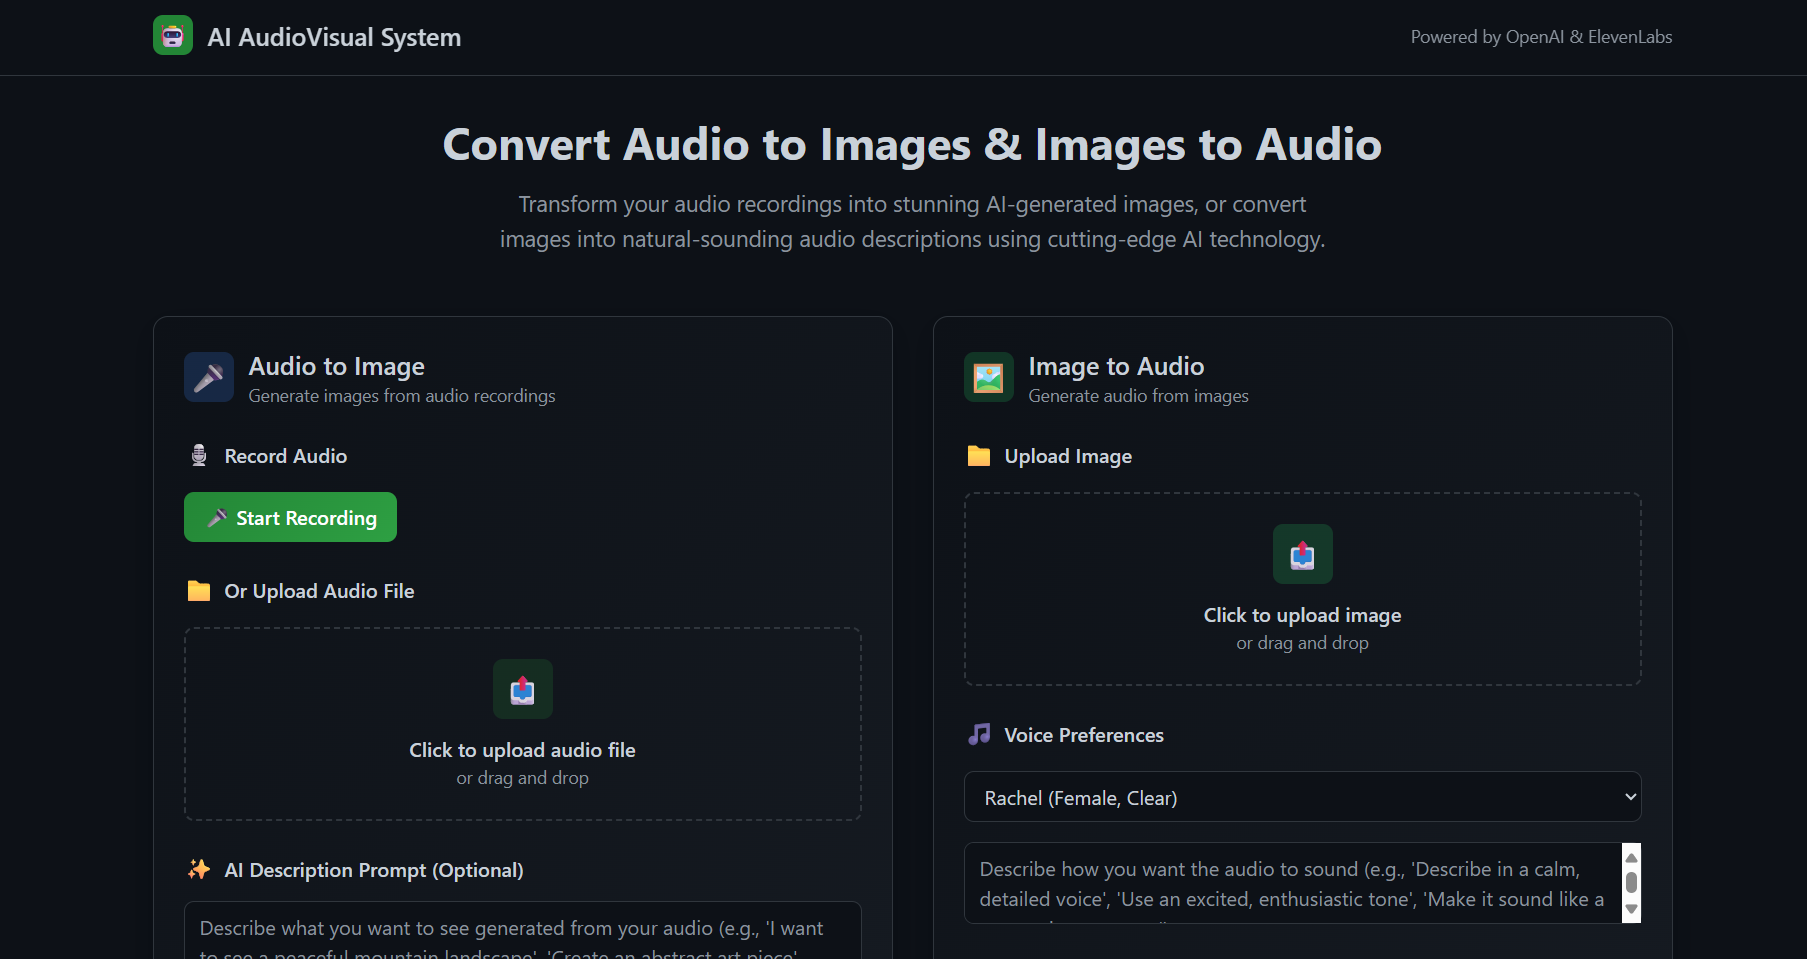 AI AudioVisual System
Powered by OpenAI & ElevenLabs
Convert Audio to Images & Images to Audio
Transform your audio recordings into stunning AI-generated images, or convert
images into natural-sounding audio descriptions using cutting-edge AI technology.
Audio to Image
Generate images from audio recordings
Record Audio
Start Recording
Or Upload Audio File
Click to upload audio file
or drag and drop
AI Description Prompt (Optional)
Describe what you want to see generated from your audio (e.g., 'I want
to see a peaceful mountain landscape', 'Create an abstract art piece'
Image to Audio
Generate audio from images
Upload Image
Click to upload image
or drag and drop
Voice Preferences
Rachel (Female, Clear)
Describe how you want the audio to sound (e.g., 'Describe in a calm,
detailed voice', 'Use an excited, enthusiastic tone', 'Make it sound like a